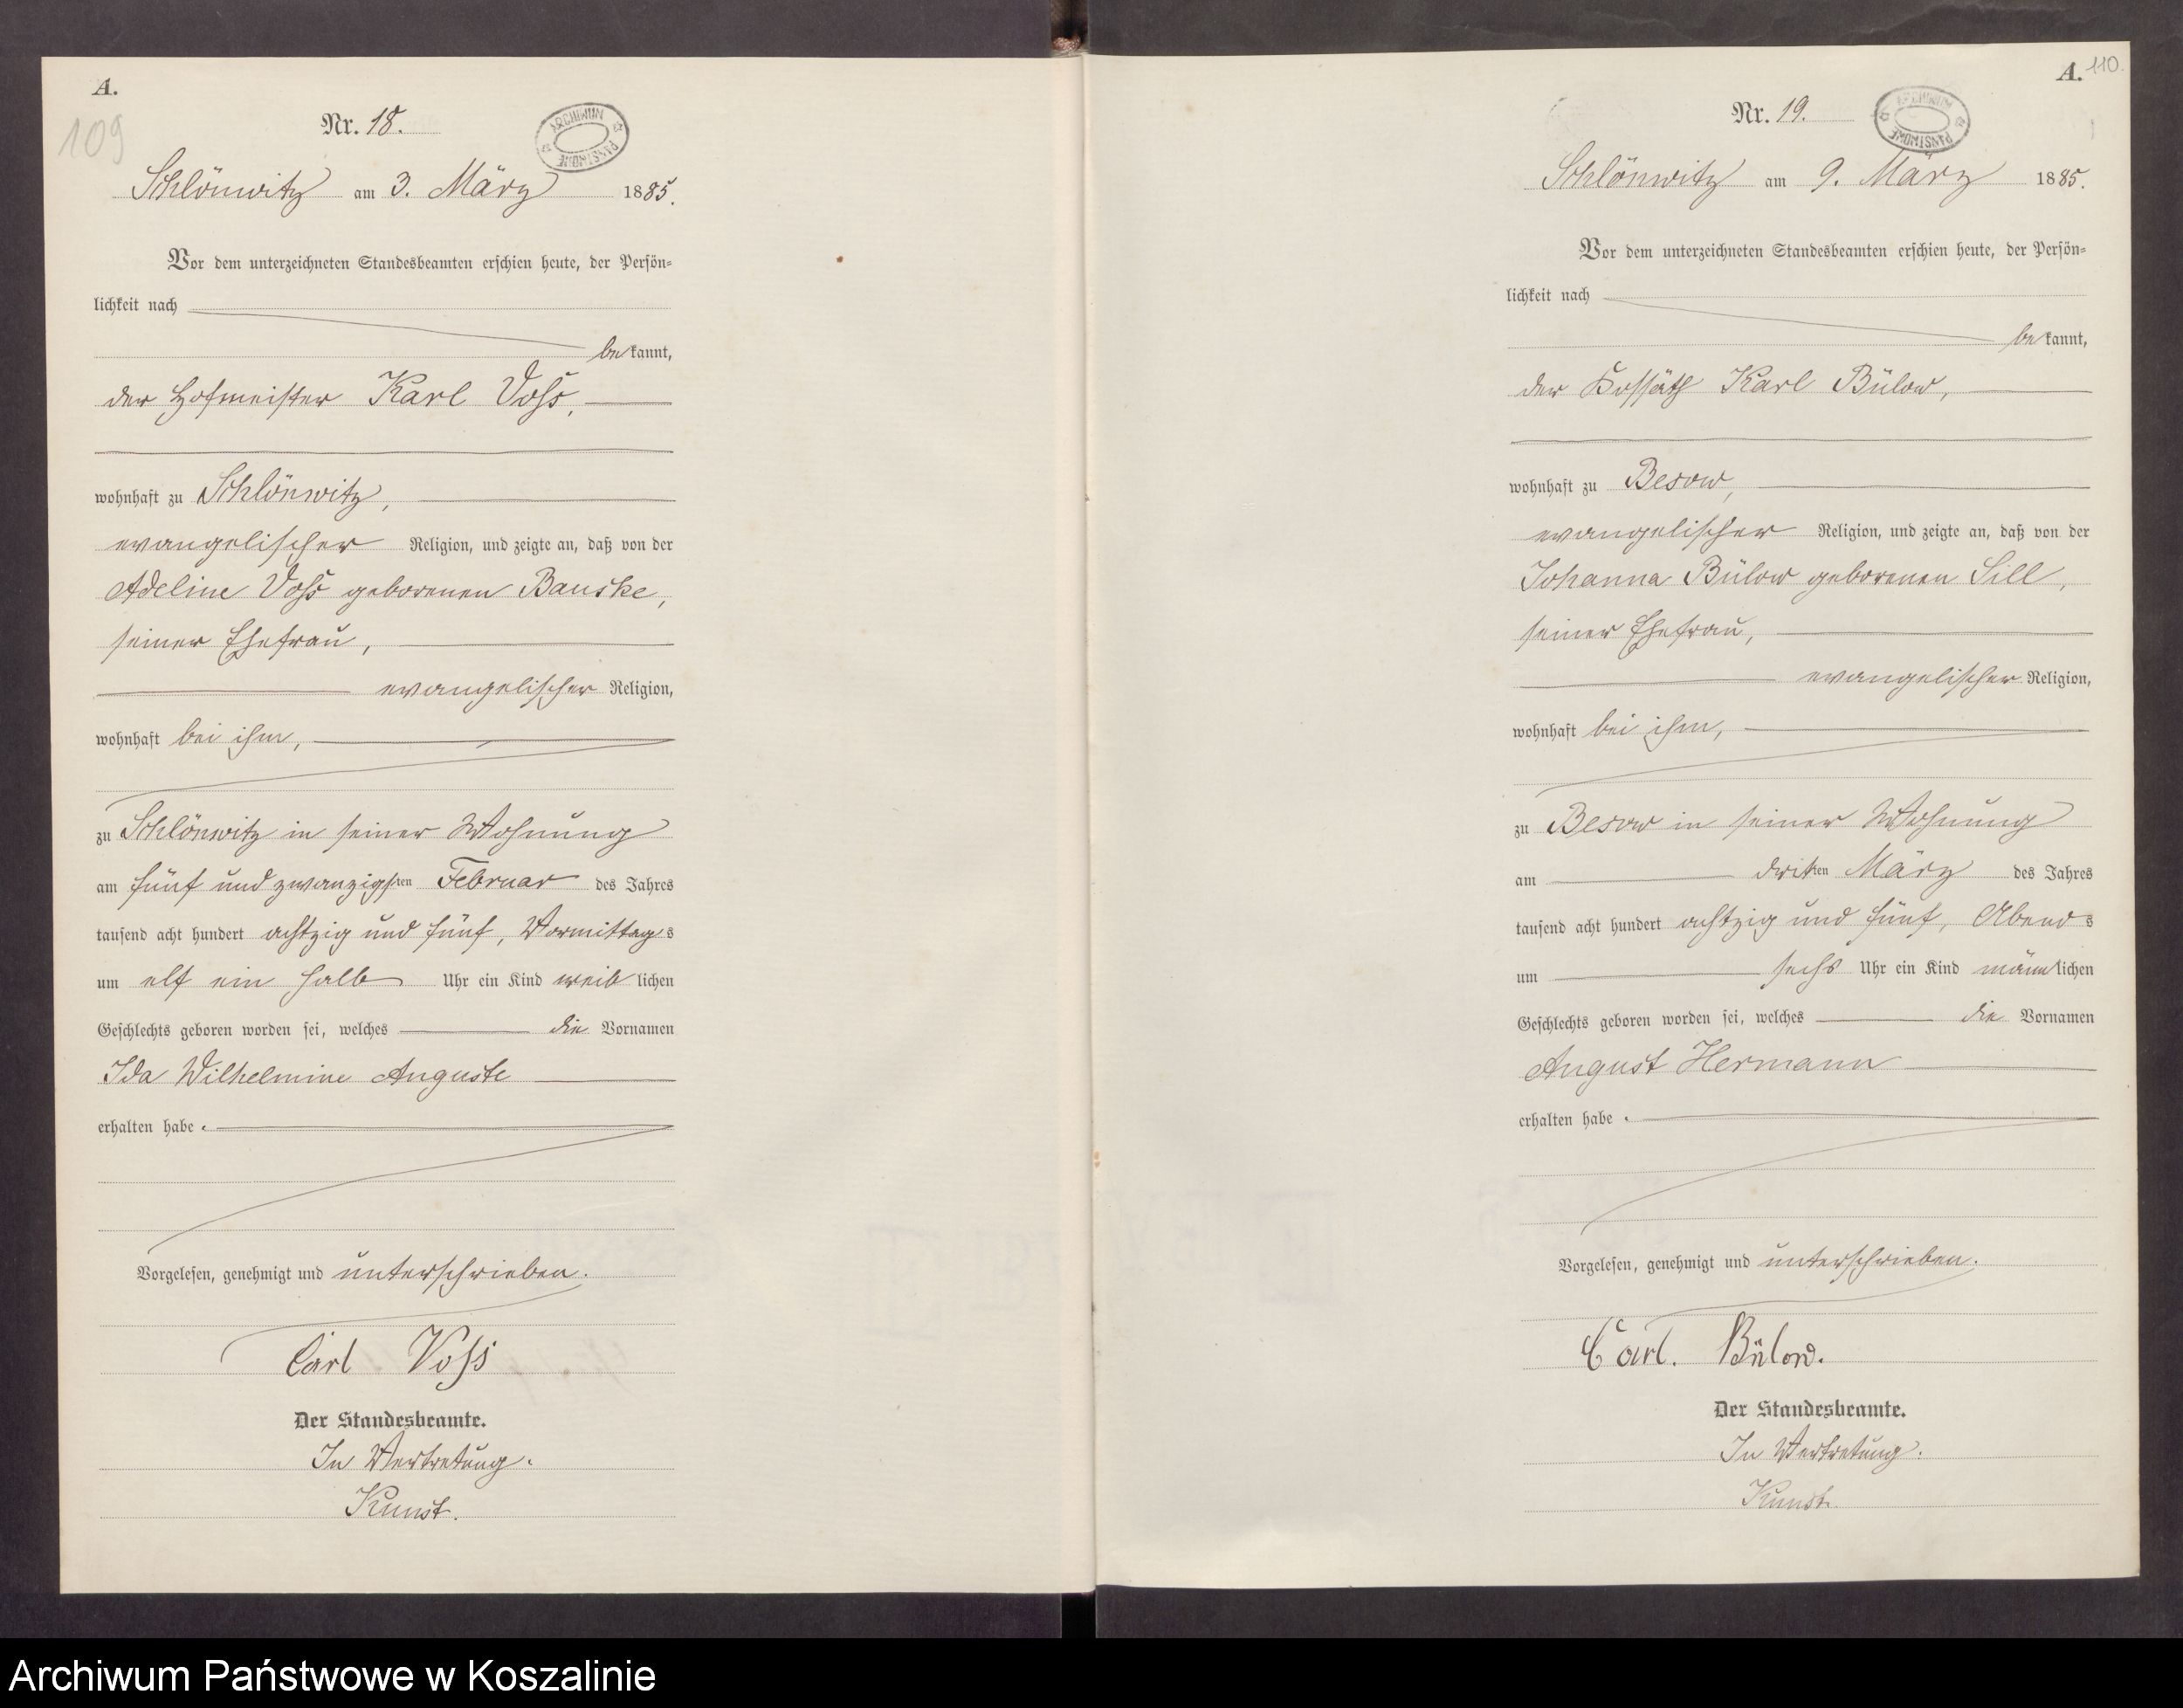 A.
109
Nr. 18.
ARCHIWUM PAŃSTWOWE
Schlönwitz am 3. März 1885.
Vor dem unterzeichneten Standesbeamten erschien heute, der Persön=
lichkeit nach
bekannt,
der Hofmeister Karl Voß,
wohnhaft zu Schlönwitz,
evangelischer Religion, und zeigte an, daß von der
Adeline Voß geborenen Bauske,
seiner Ehefrau,
evangelischer Religion,
wohnhaft bei ihm,
zu Schlönwitz in seiner Wohnung
am fünf und zwanzigsten Februar des Jahres
tausend acht hundert achtzig und fünf, Vormittags
um elf ein halb Uhr ein Kind weiblichen
Geschlechts geboren worden sei, welches die Vornamen
Ida Wilhelmine Auguste
erhalten habe.
Vorgelesen, genehmigt und unterschrieben.
Carl Voß
Der Standesbeamte.
In Vertretung.
Kunst.
A. 110.
Nr. 19.
ARCHIWUM PAŃSTWOWE
Schlönwitz am 9. März 1885.
Vor dem unterzeichneten Standesbeamten erschien heute, der Persön=
lichkeit nach
bekannt,
der Kossäth Karl Bülow,
wohnhaft zu Besow,
evangelischer Religion, und zeigte an, daß von der
Johanna Bülow geborenen Sill,
seiner Ehefrau,
evangelischer Religion,
wohnhaft bei ihm,
zu Besow in seiner Wohnung
am dritten März des Jahres
tausend acht hundert achtzig und fünf, Abends
um sechs Uhr ein Kind männlichen
Geschlechts geboren worden sei, welches die Vornamen
August Hermann
erhalten habe.
Vorgelesen, genehmigt und unterschrieben.
Carl. Bülow.
Der Standesbeamte.
In Vertretung.
Kunst.
Archiwum Państwowe w Koszalinie